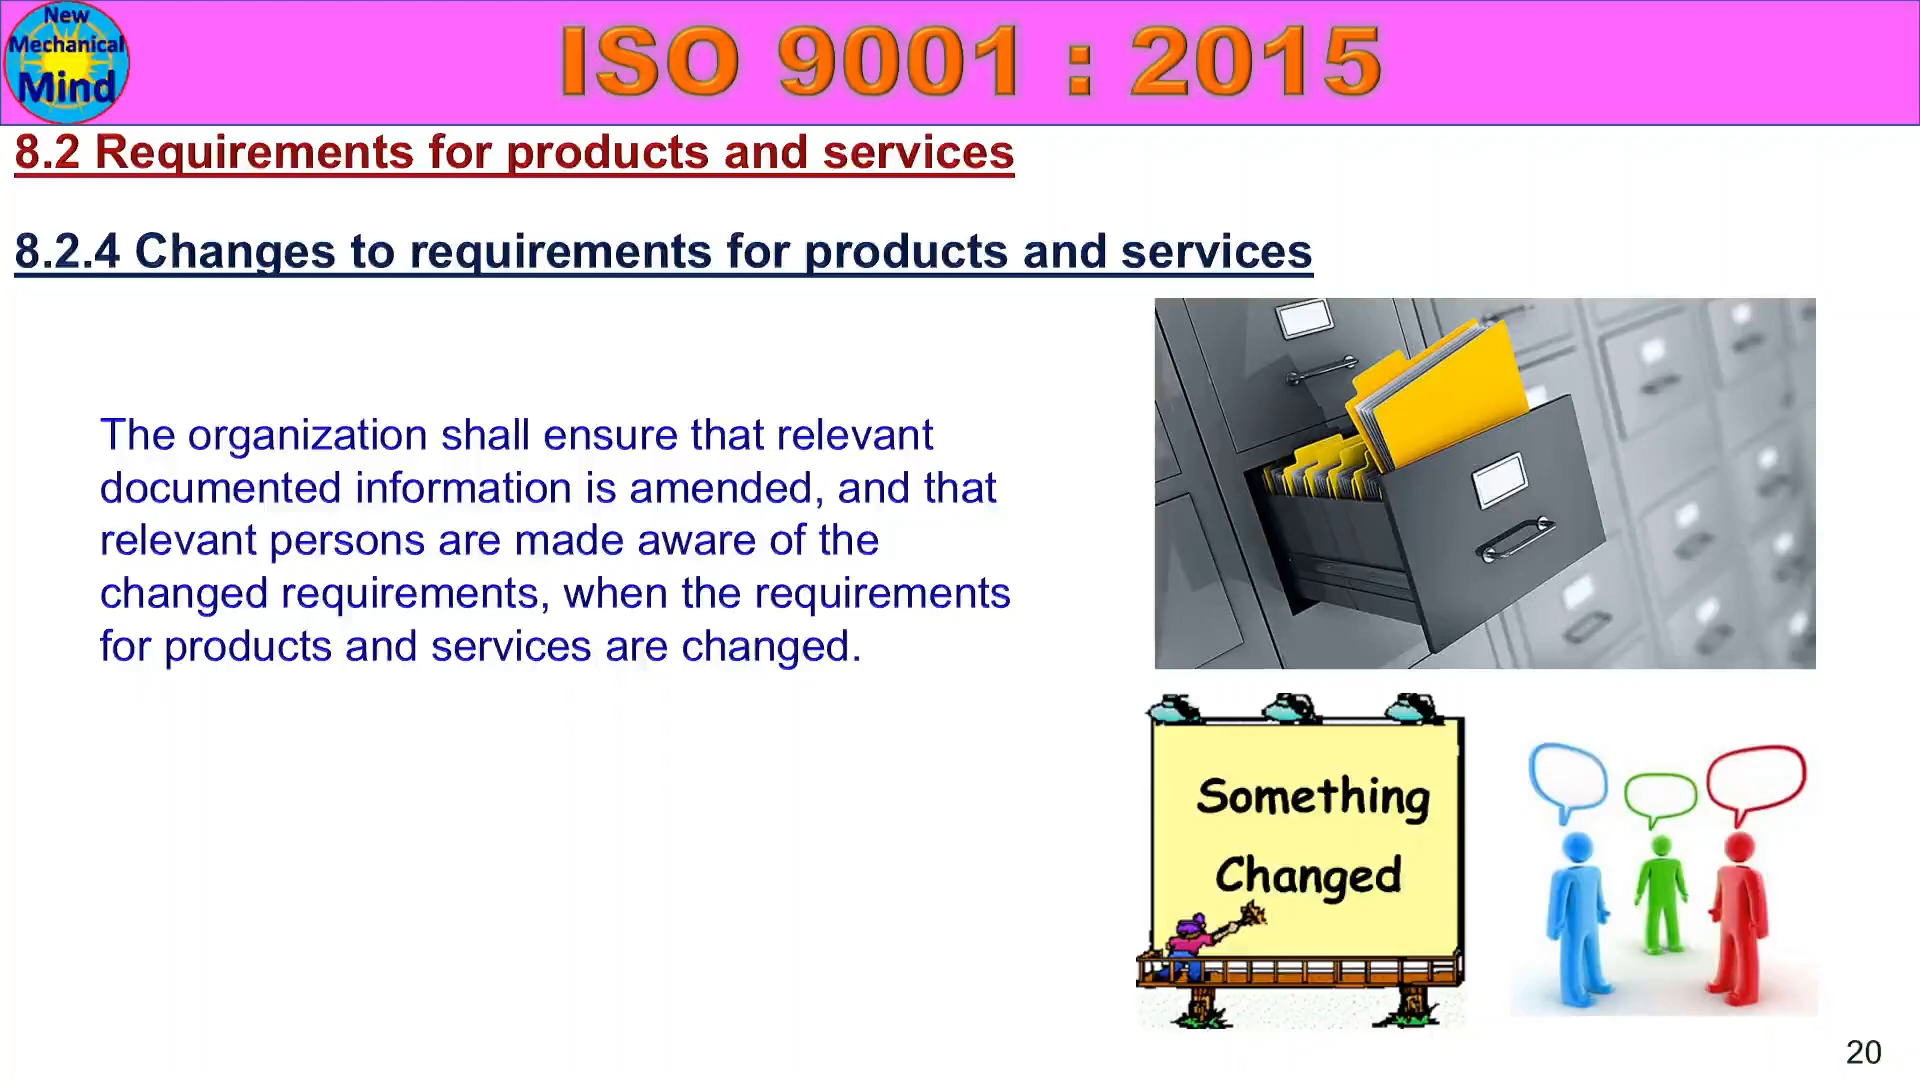 New
Mechanical
Mind
ISO 9001 : 2015
8.2 Requirements for products and services
8.2.4 Changes to requirements for products and services
The organization shall ensure that relevant
documented information is amended, and that
relevant persons are made aware of the
changed requirements, when the requirements
for products and services are changed.
Something
Changed
20